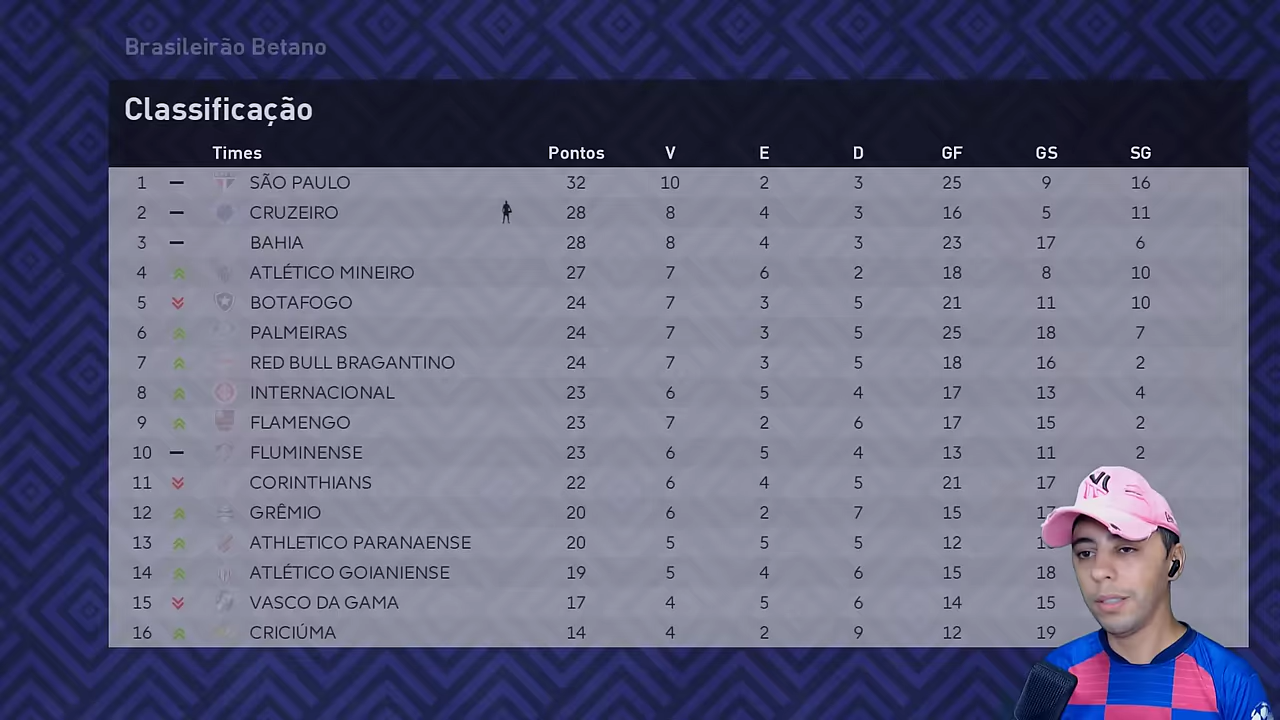 Brasileirão Betano
Classificação
Times Pontos V E D GF GS SG
1 SÃO PAULO 32 10 2 3 25 9 16
2 CRUZEIRO 28 8 4 3 16 5 11
3 BAHIA 28 8 4 3 23 17 6
4 ATLÉTICO MINEIRO 27 7 6 2 18 8 10
5 BOTAFOGO 24 7 3 5 21 11 10
6 PALMEIRAS 24 7 3 5 25 18 7
7 RED BULL BRAGANTINO 24 7 3 5 18 16 2
8 INTERNACIONAL 23 6 5 4 17 13 4
9 FLAMENGO 23 7 2 6 17 15 2
10 FLUMINENSE 23 6 5 4 13 11 2
11 CORINTHIANS 22 6 4 5 21 17
12 GRÊMIO 20 6 2 7 15
13 ATHLETICO PARANAENSE 20 5 5 5 12
14 ATLÉTICO GOIANIENSE 19 5 4 6 15 18
15 VASCO DA GAMA 17 4 5 6 14 15
16 CRICIÚMA 14 4 2 9 12 19